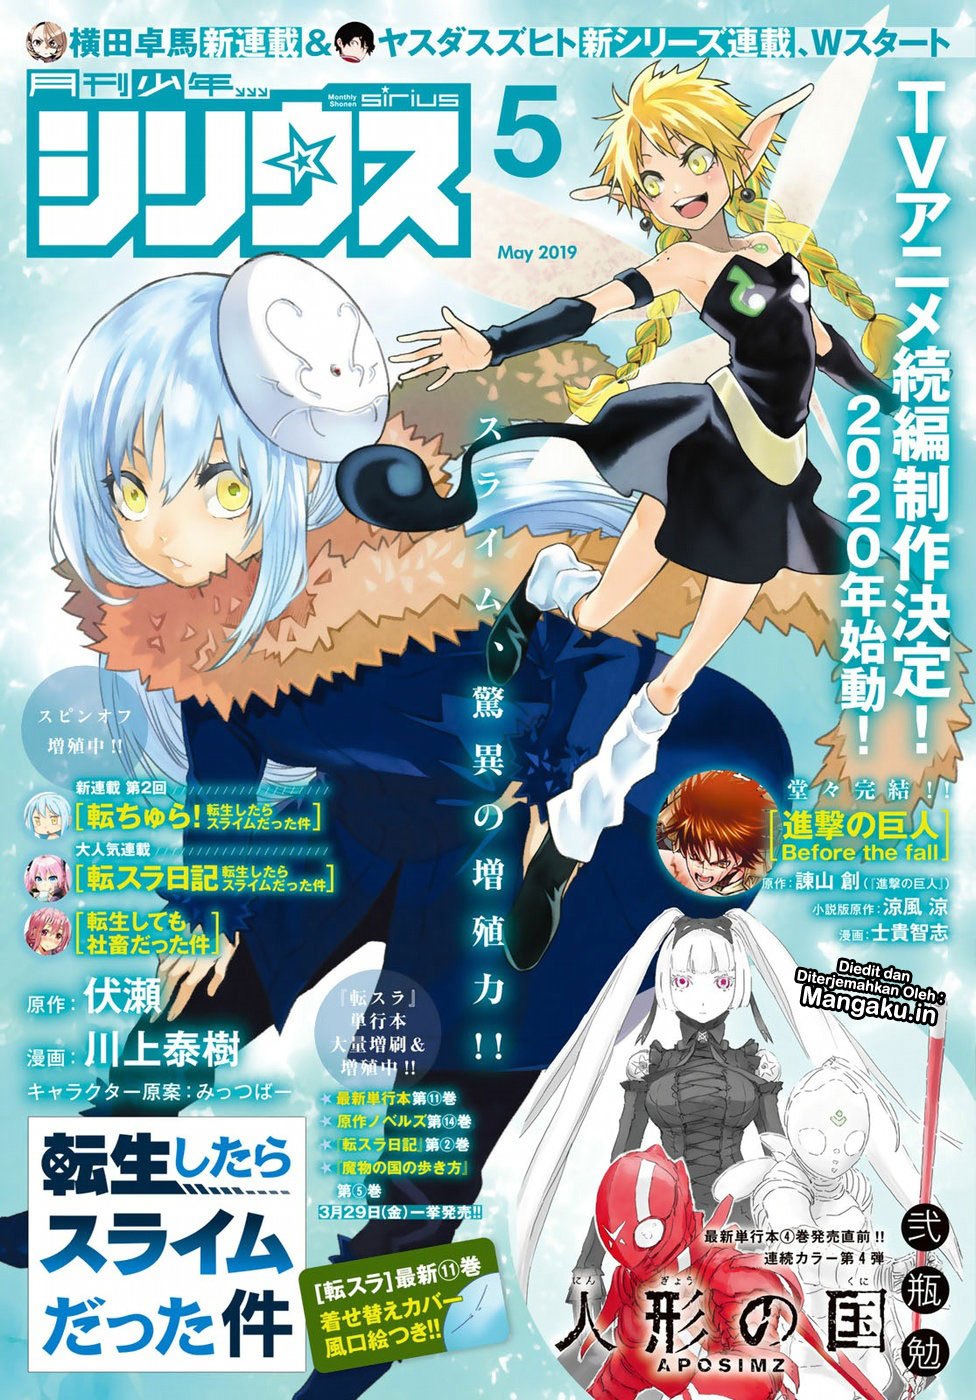 横田卓馬新連載&ヤスダスズヒト新シリーズ連載、Wスタート
月刊少年
シリウス
Monthly Shonen Sirius
5
May 2019
TVアニメ続編制作決定!
2020年始動!
スライム、驚異の増殖力!!
スピンオフ
増殖中!!
新連載 第2回
[転ちゅら! 転生したら
スライムだった件]
大人気連載
[転スラ日記 転生したら
スライムだった件]
[転生しても
社畜だった件]
原作:伏瀬
漫画:川上泰樹
キャラクター原案:みっつばー
転生したら
スライム
だった件
『転スラ』
単行本
大量増刷&
増殖中!!
★最新単行本第⑪巻
★原作ノベルズ第⑭巻
★『転スラ日記』第②巻
★『魔物の国の歩き方』
第⑤巻
3月29日(金)一挙発売!!
[転スラ]最新⑪巻
着せ替えカバー
風口絵つき!!
堂々完結!!
[進撃の巨人
Before the fall]
原作:諫山 創(『進撃の巨人』)
小説版原作:涼風 涼
漫画:士貴智志
Diedit dan
Diterjemahkan Oleh :
Mangaku.in
最新単行本④巻発売直前!!
連続カラー第4弾
にん ぎょう くに
人形の国
APOSIMZ
弐瓶勉